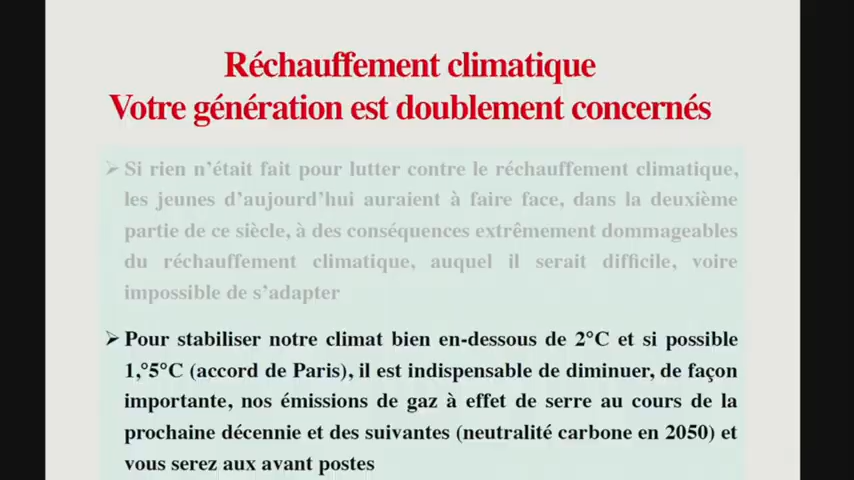 Réchauffement climatique
Votre génération est doublement concernés
➢ Si rien n’était fait pour lutter contre le réchauffement climatique,
les jeunes d’aujourd’hui auraient à faire face, dans la deuxième
partie de ce siècle, à des conséquences extrêmement dommageables
du réchauffement climatique, auquel il serait difficile, voire
impossible de s’adapter
➢ Pour stabiliser notre climat bien en-dessous de 2°C et si possible
1,°5°C (accord de Paris), il est indispensable de diminuer, de façon
importante, nos émissions de gaz à effet de serre au cours de la
prochaine décennie et des suivantes (neutralité carbone en 2050) et
vous serez aux avant postes